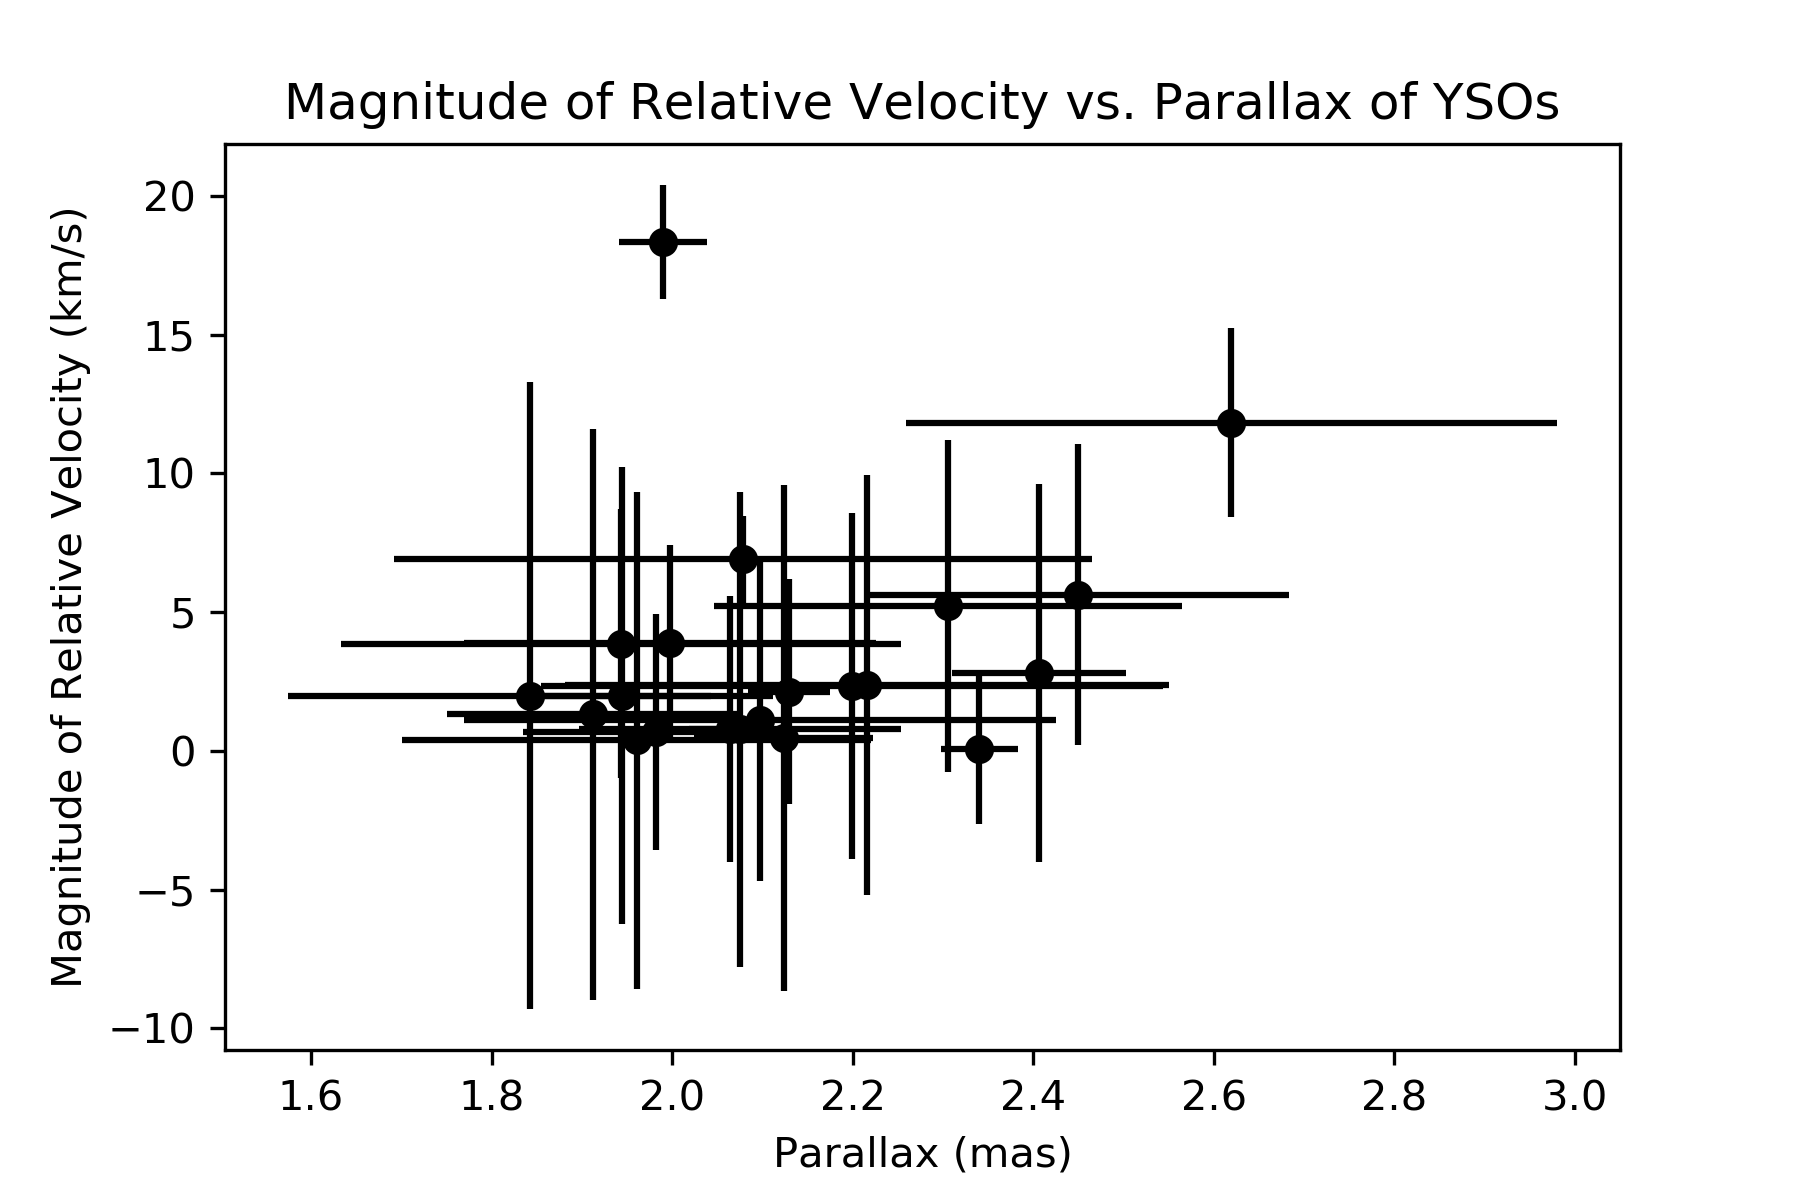 Magnitude of Relative Velocity vs. Parallax of YSOs
Magnitude of Relative Velocity (km/s)
20
15
10
5
0
−5
−10
1.6 1.8 2.0 2.2 2.4 2.6 2.8 3.0
Parallax (mas)